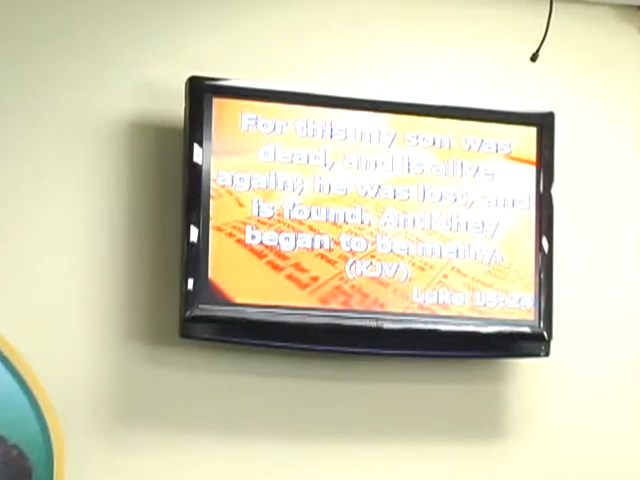 For this my son was
dead, and is alive
again; he was lost, and
is found. And they
began to be merry.
(KJV)
Luke 15:24